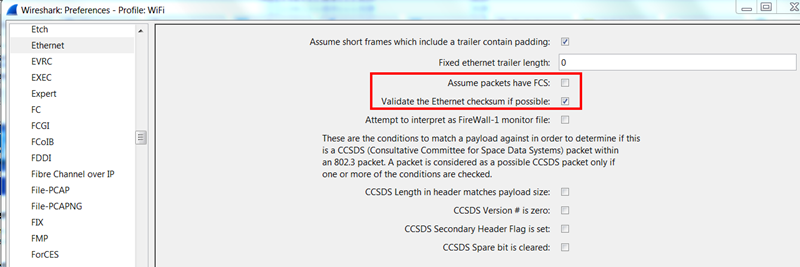 Wireshark: Preferences - Profile: WiFi
Etch
Ethernet
EVRC
EXEC
Expert
FC
FCGI
FCoIB
FDDI
Fibre Channel over IP
File-PCAP
File-PCAPNG
FIX
FMP
ForCES
Assume short frames which include a trailer contain padding:
Fixed ethernet trailer length: 0
Assume packets have FCS:
Validate the Ethernet checksum if possible:
Attempt to interpret as FireWall-1 monitor file:
These are the conditions to match a payload against in order to determine if this
is a CCSDS (Consultative Committee for Space Data Systems) packet within
an 802.3 packet. A packet is considered as a possible CCSDS packet only if
one or more of the conditions are checked.
CCSDS Length in header matches payload size:
CCSDS Version # is zero:
CCSDS Secondary Header Flag is set:
CCSDS Spare bit is cleared: